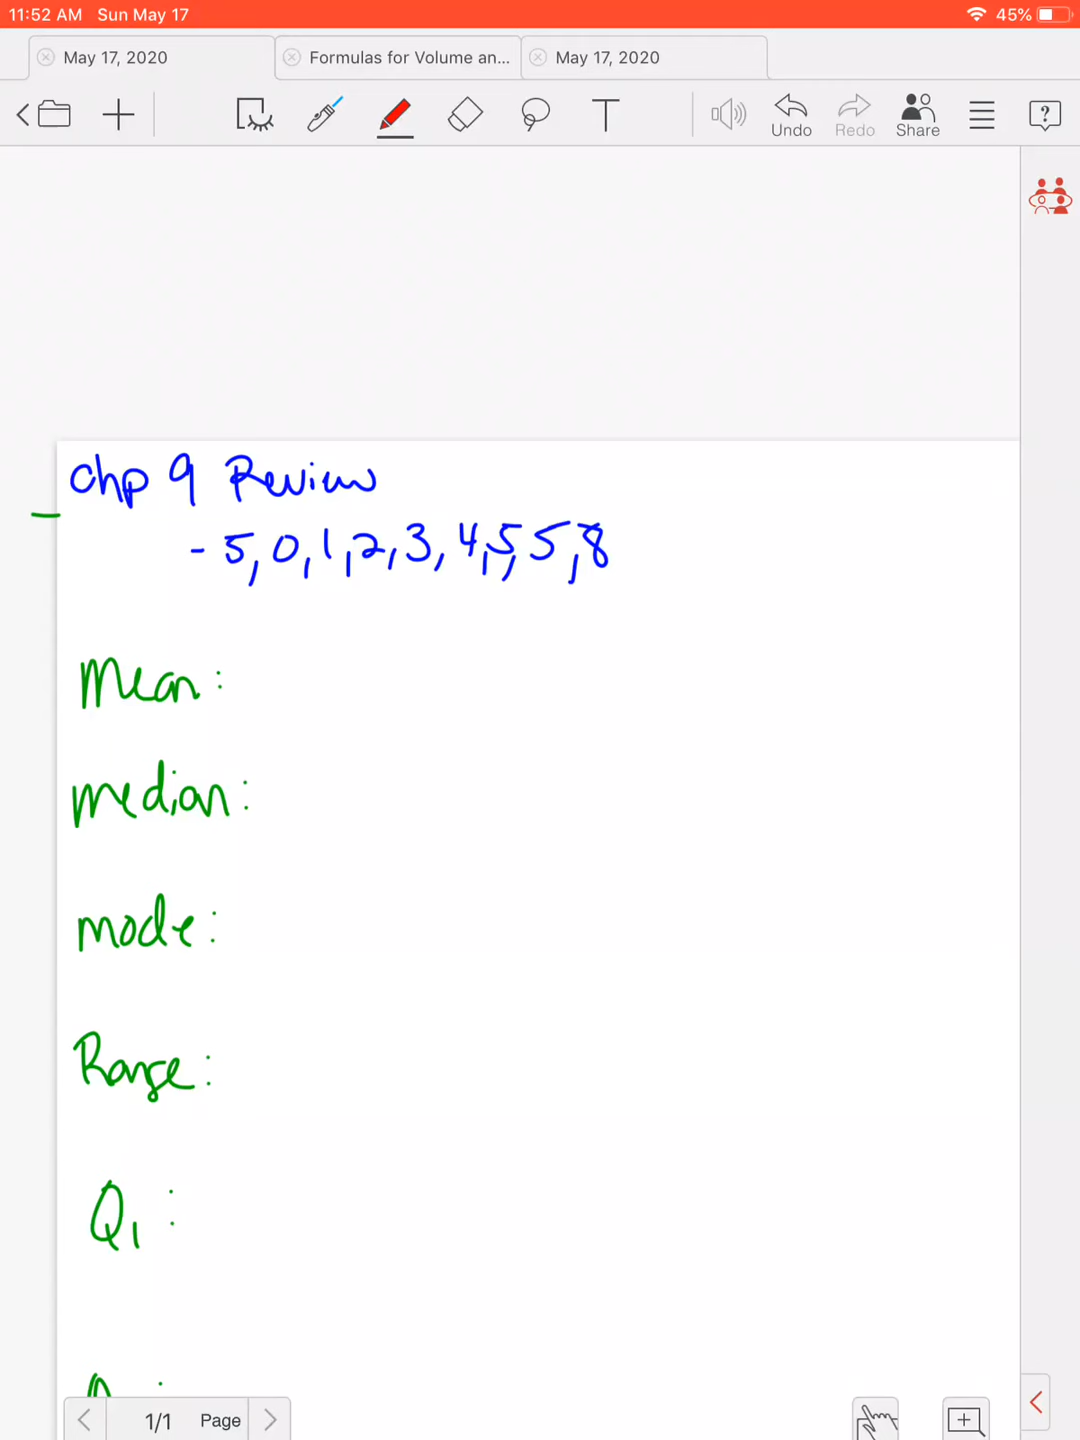 11:52 AM Sun May 17 45%
May 17, 2020 Formulas for Volume an... May 17, 2020
Undo Redo Share
Chp 9 Review
- 5, 0, 1, 2, 3, 4, 5, 5, 8
Mean:
median:
mode:
Range:
Q1:
1/1 Page